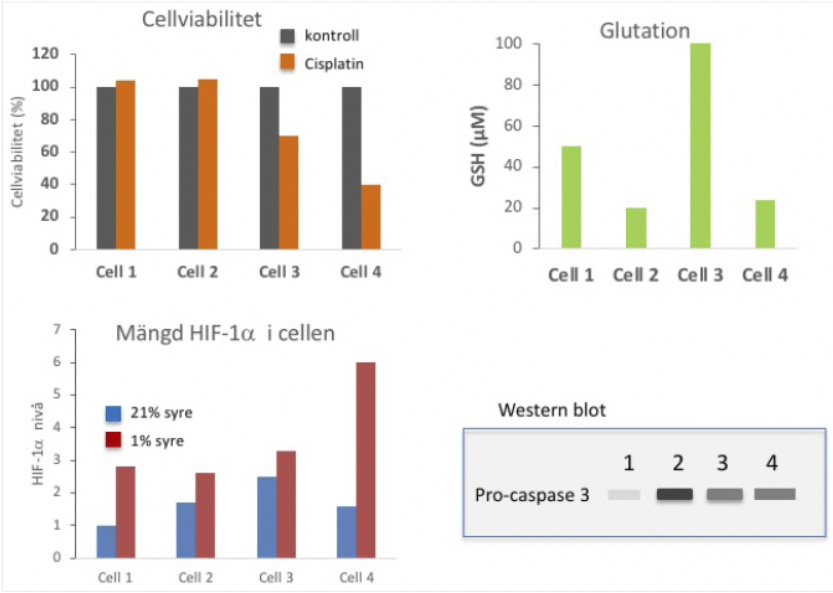 Cellviabilitet
kontroll
Cisplatin
Cellviabilitet (%)
120
100
80
60
40
20
0
Cell 1 Cell 2 Cell 3 Cell 4
Glutation
GSH (µM)
100
80
60
40
20
0
Cell 1 Cell 2 Cell 3 Cell 4
Mängd HIF-1α i cellen
21% syre
1% syre
HIF-1α nivå
7
6
5
4
3
2
1
0
Cell 1 Cell 2 Cell 3 Cell 4
Western blot
1 2 3 4
Pro-caspase 3